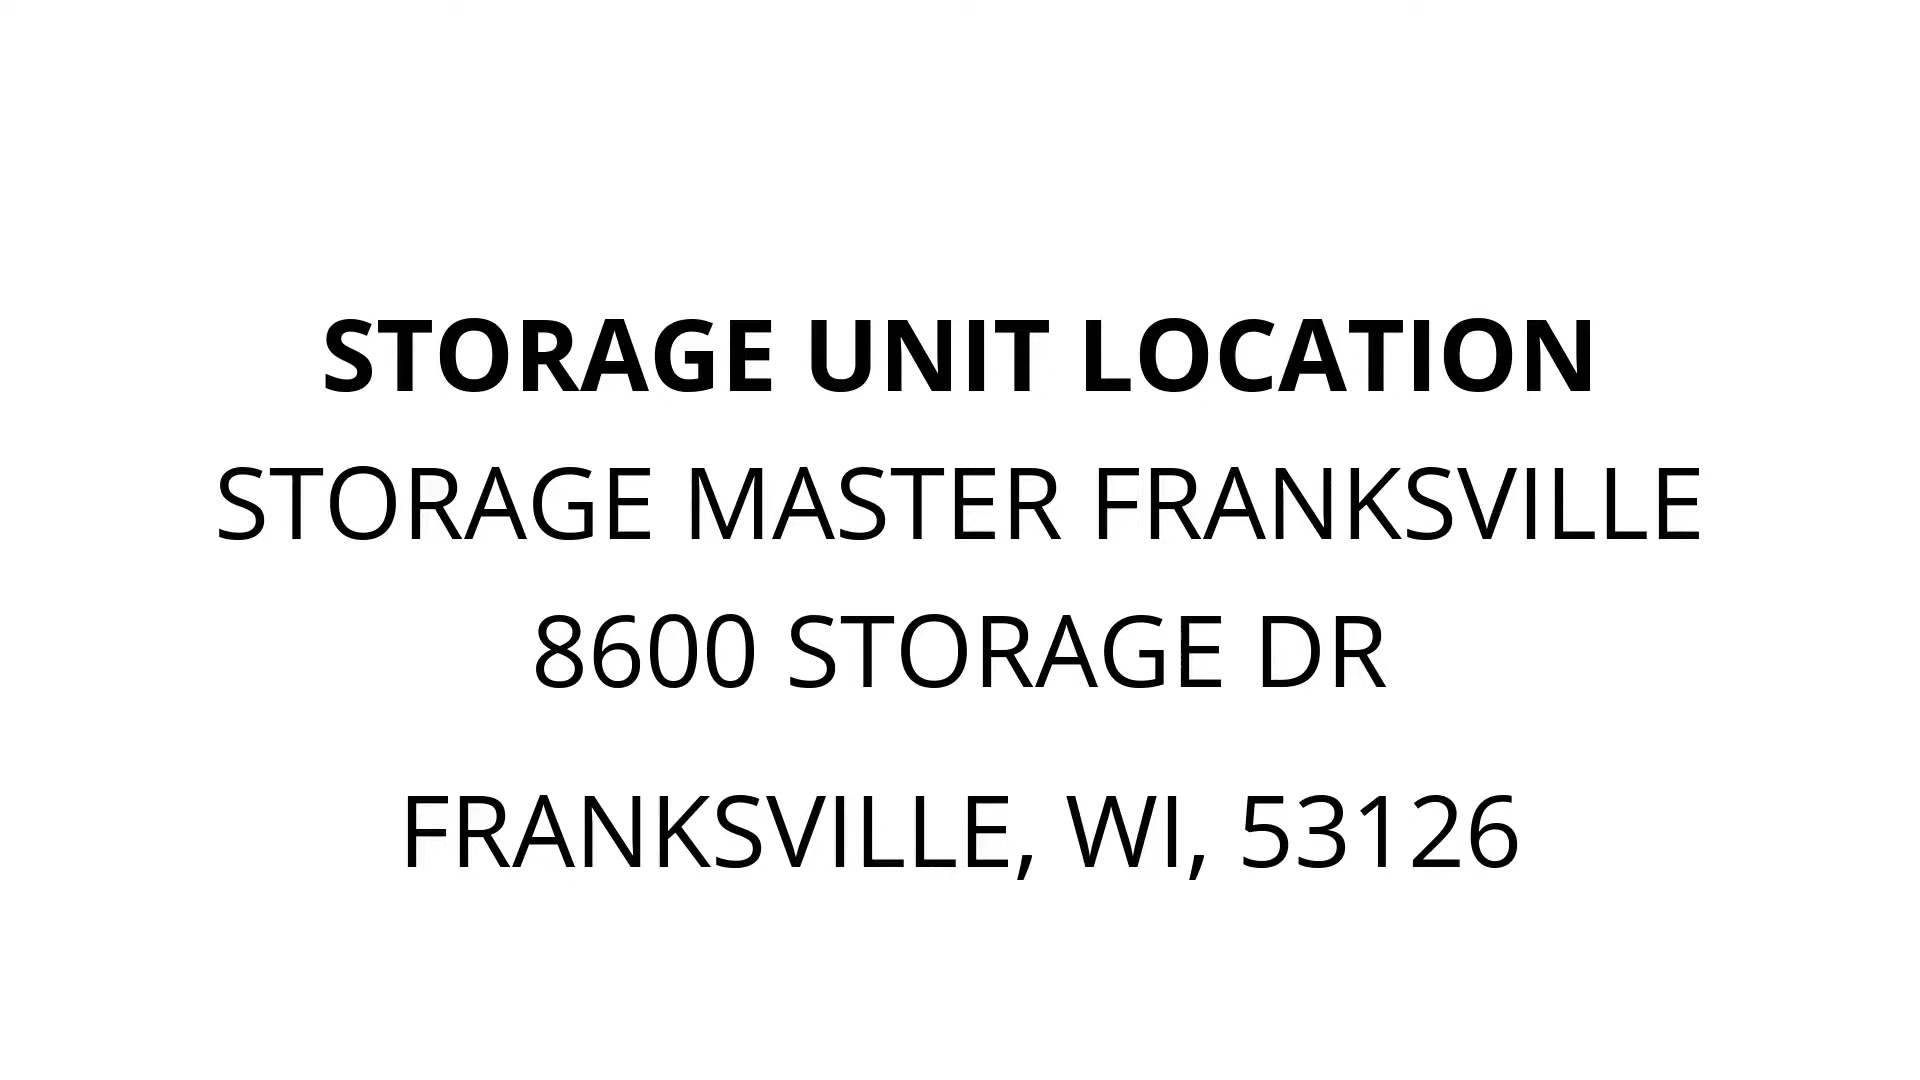 STORAGE UNIT LOCATION
STORAGE MASTER FRANKSVILLE
8600 STORAGE DR
FRANKSVILLE, WI, 53126